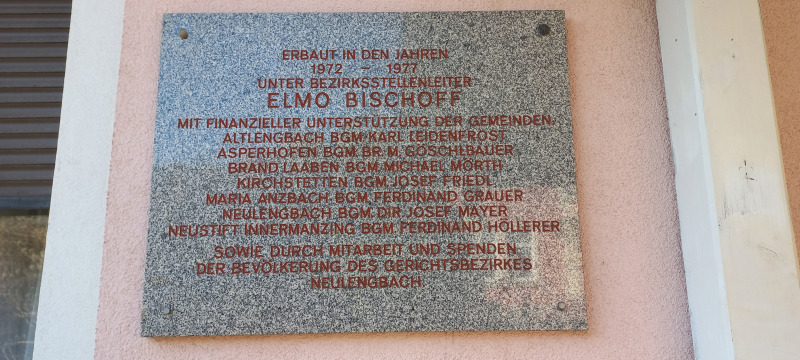 ERBAUT IN DEN JAHREN
1972 — 1977
UNTER BEZIRKSSTELLENLEITER
ELMO BISCHOFF
MIT FINANZIELLER UNTERSTÜTZUNG DER GEMEINDEN:
ALTLENGBACH BGM. KARL LEIDENFROST
ASPERHOFEN BGM. BR. M. GÖSCHLBAUER
BRAND LAABEN BGM. MICHAEL MÖRTH
KIRCHSTETTEN BGM. JOSEF FRIEDL
MARIA ANZBACH BGM. FERDINAND GRAUER
NEULENGBACH BGM. DIR. JOSEF MAYER
NEUSTIFT INNERMANZING BGM. FERDINAND HÖLLERER
SOWIE DURCH MITARBEIT UND SPENDEN
DER BEVÖLKERUNG DES GERICHTSBEZIRKES
NEULENGBACH.